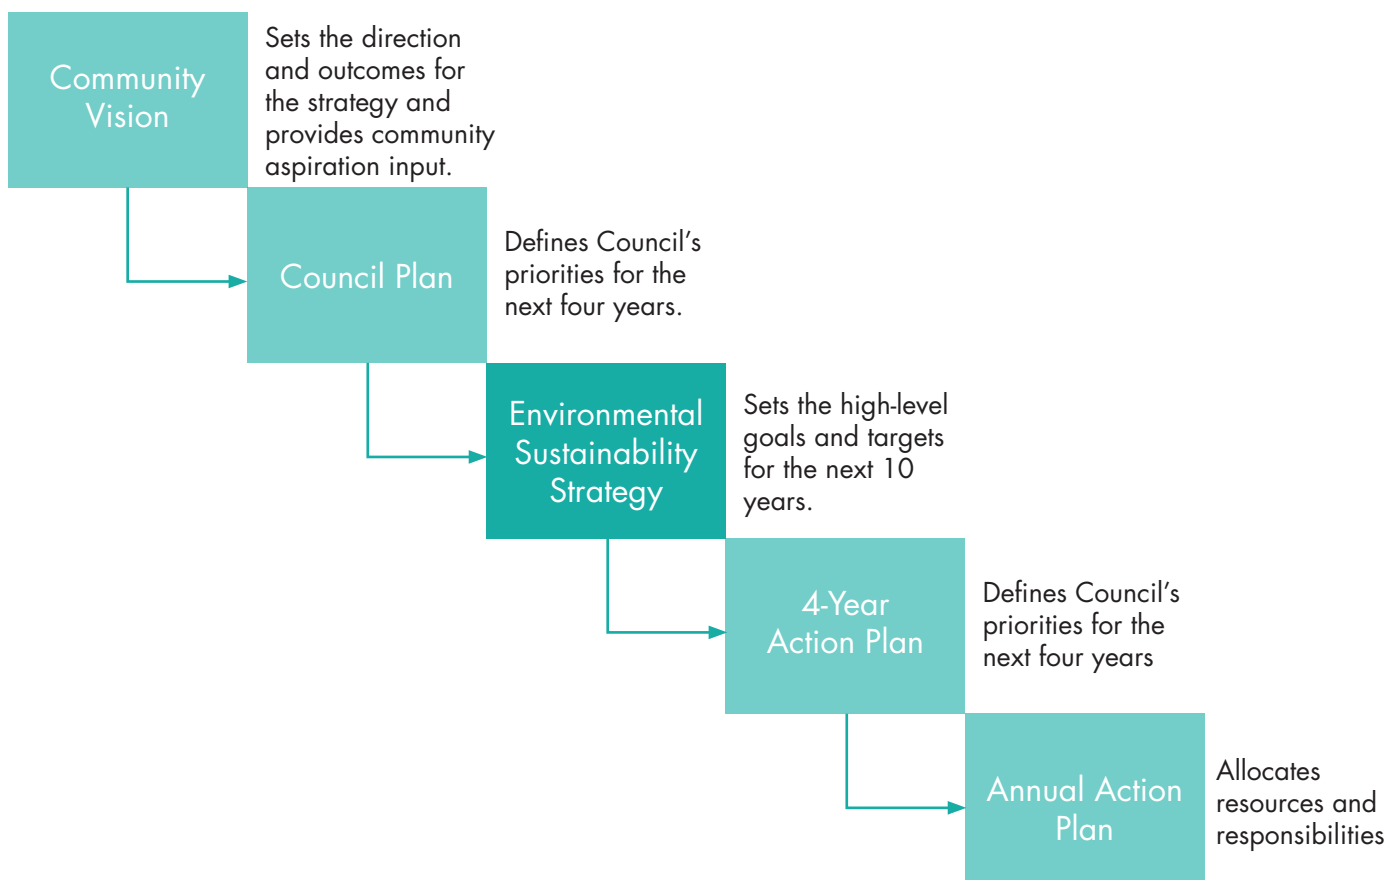 Community
Vision
Sets the direction
and outcomes for
the strategy and
provides community
aspiration input.
Council Plan
Defines Council’s
priorities for the
next four years.
Environmental
Sustainability
Strategy
Sets the high-level
goals and targets
for the next 10
years.
4-Year
Action Plan
Defines Council’s
priorities for the
next four years
Annual Action
Plan
Allocates
resources and
responsibilities